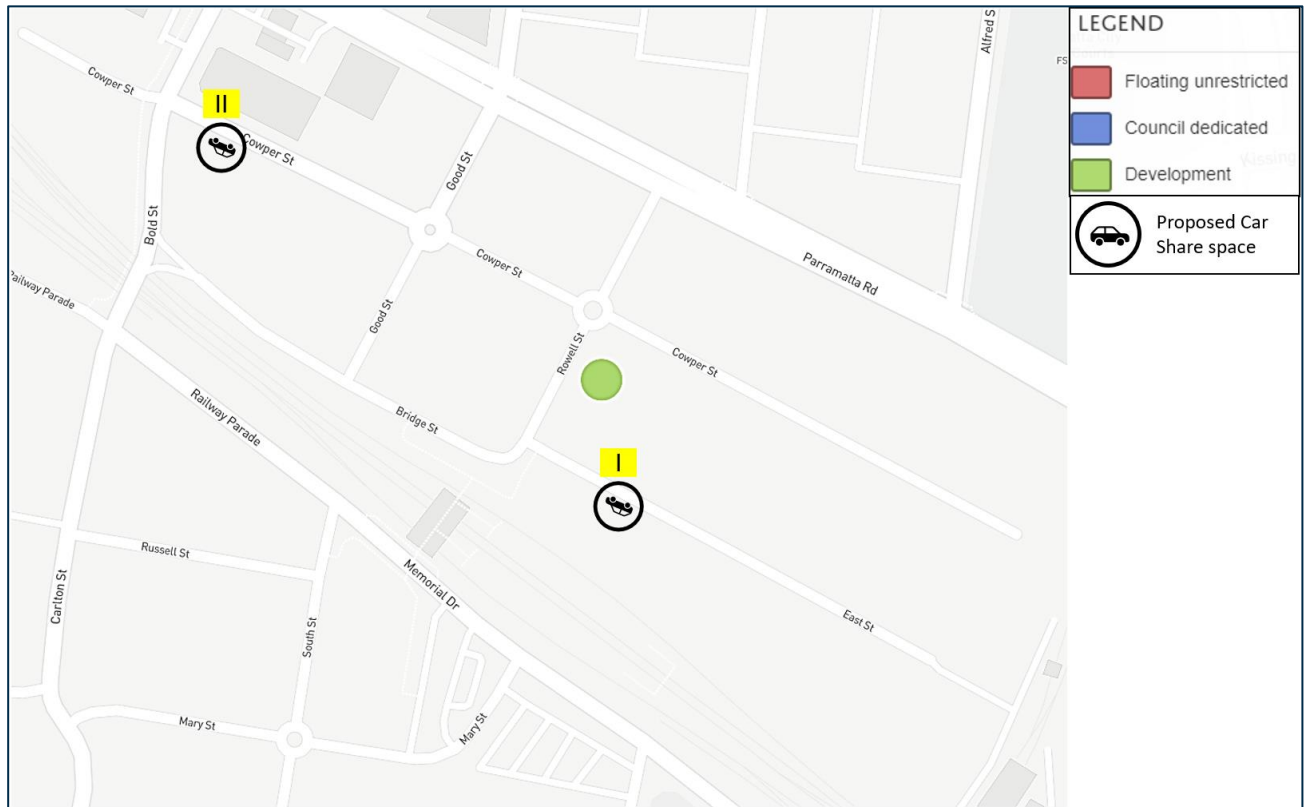 LEGEND
Floating unrestricted
Council dedicated
Development
Proposed Car
Share space
Alfred S
FS
Kissing
Cowper St
II
Cowper St
Good St
Bold St
Parramatta Rd
Cowper St
Railway Parade
Good St
Rowell St
Cowper St
Railway Parade
Bridge St
I
Russell St
Memorial Dr
Carlton St
East St
South St
Mary St
Mary St